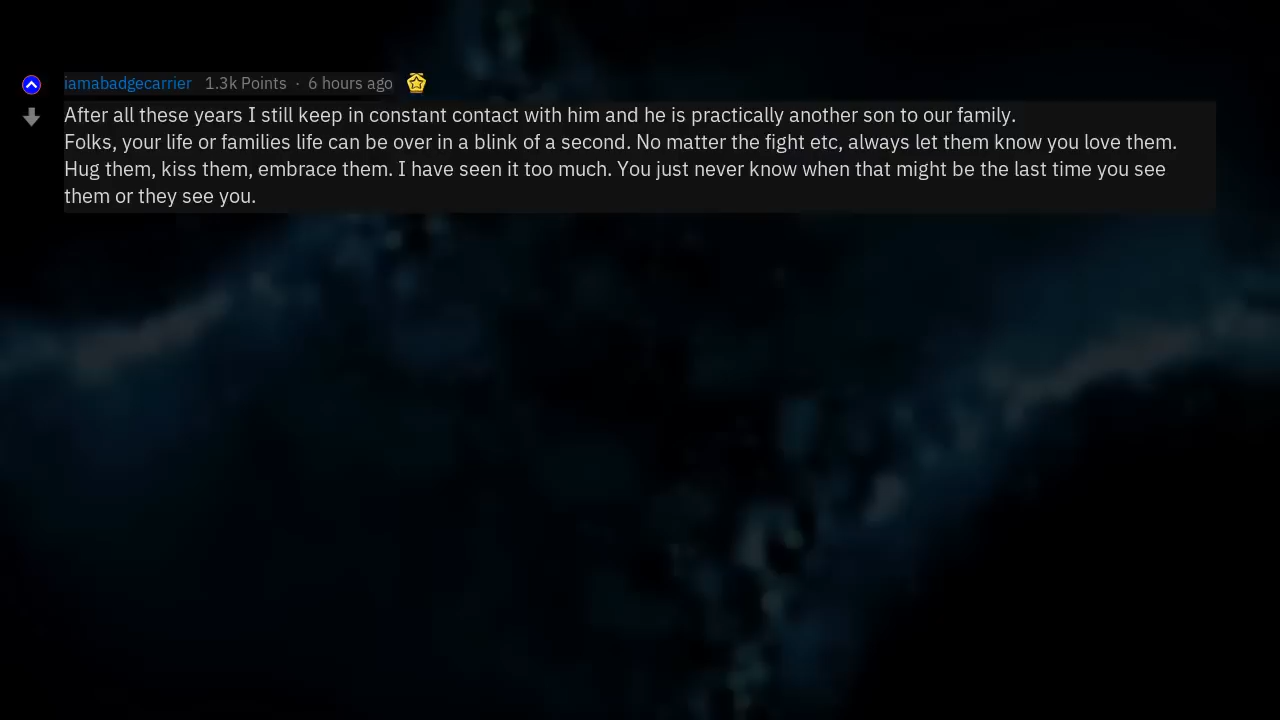 iamabadgecarrier 1.3k Points · 6 hours ago
After all these years I still keep in constant contact with him and he is practically another son to our family.
Folks, your life or families life can be over in a blink of a second. No matter the fight etc, always let them know you love them.
Hug them, kiss them, embrace them. I have seen it too much. You just never know when that might be the last time you see
them or they see you.